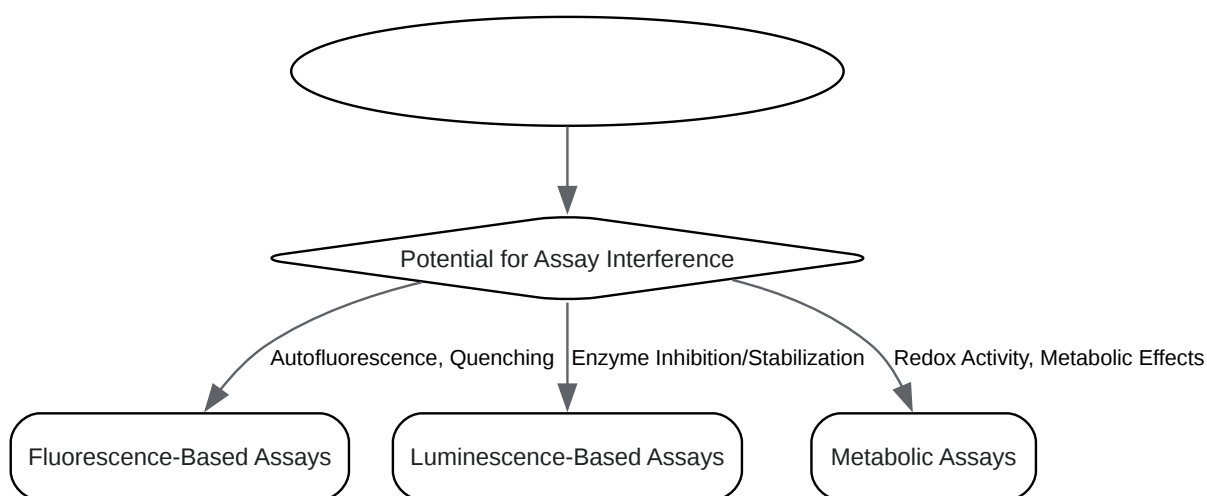 Potential for Assay Interference
Autofluorescence, Quenching
Enzyme Inhibition/Stabilization
Redox Activity, Metabolic Effects
Fluorescence-Based Assays
Luminescence-Based Assays
Metabolic Assays